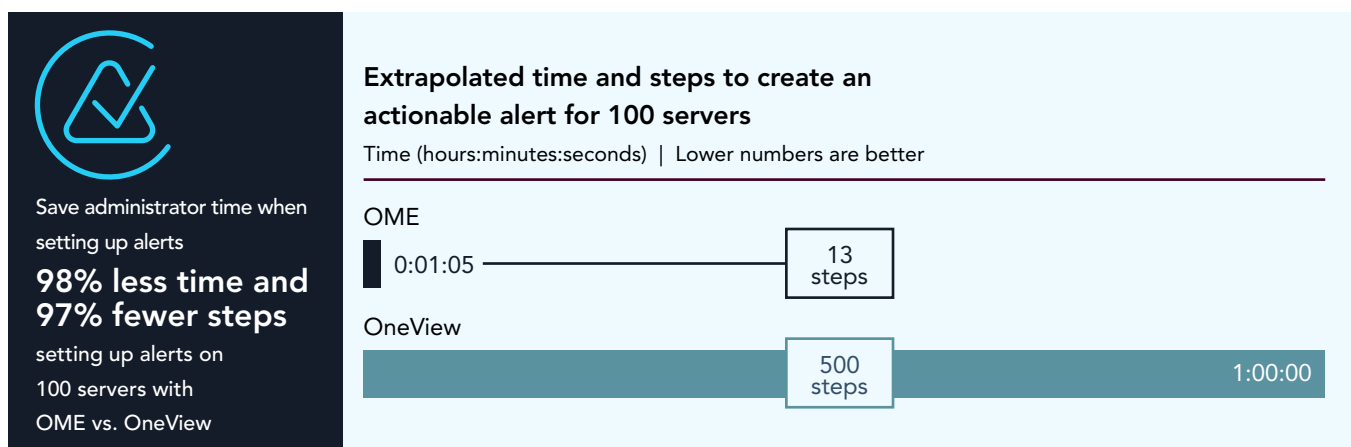 Save administrator time when
setting up alerts
98% less time and
97% fewer steps
setting up alerts on
100 servers with
OME vs. OneView
Extrapolated time and steps to create an
actionable alert for 100 servers
Time (hours:minutes:seconds) | Lower numbers are better
OME
0:01:05
13
steps
OneView
500
steps
1:00:00